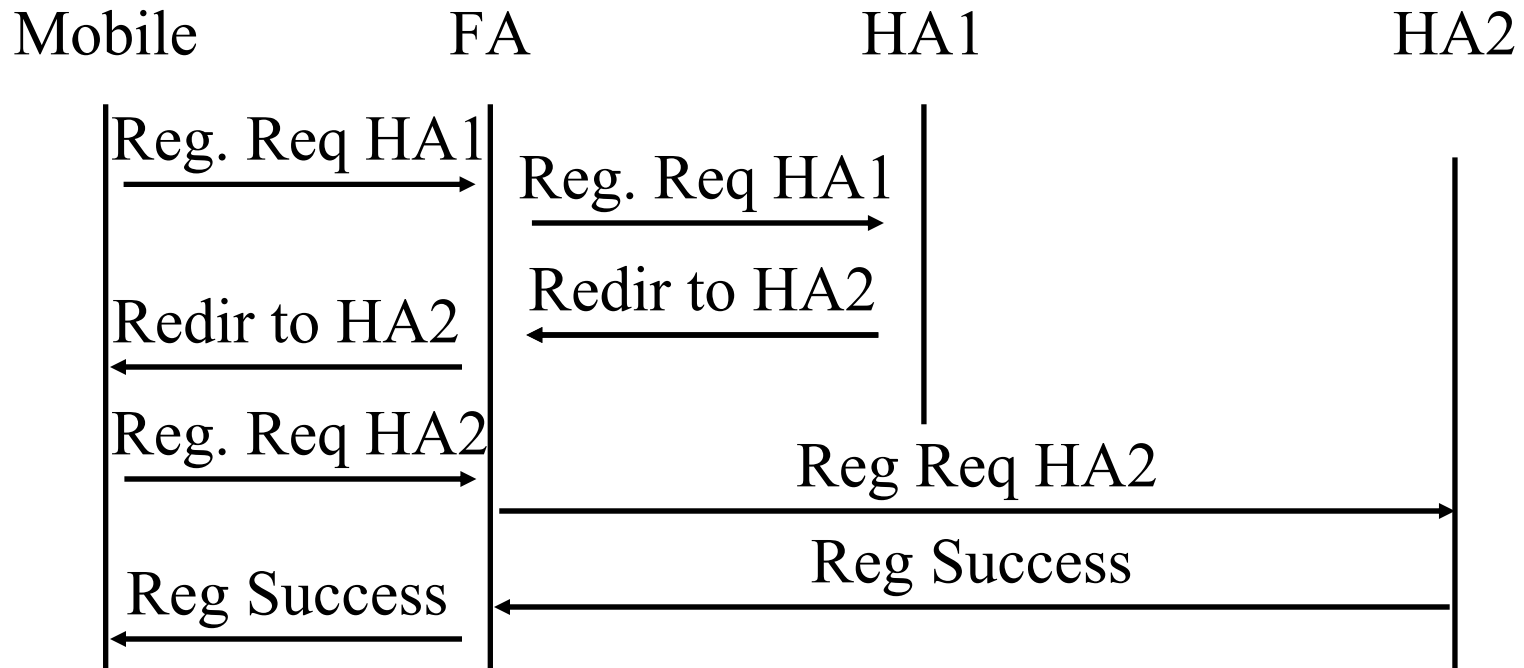 Mobile FA HA1 HA2
Reg. Req HA1
Reg. Req HA1
Redir to HA2
Redir to HA2
Reg. Req HA2
Reg Req HA2
Reg Success
Reg Success